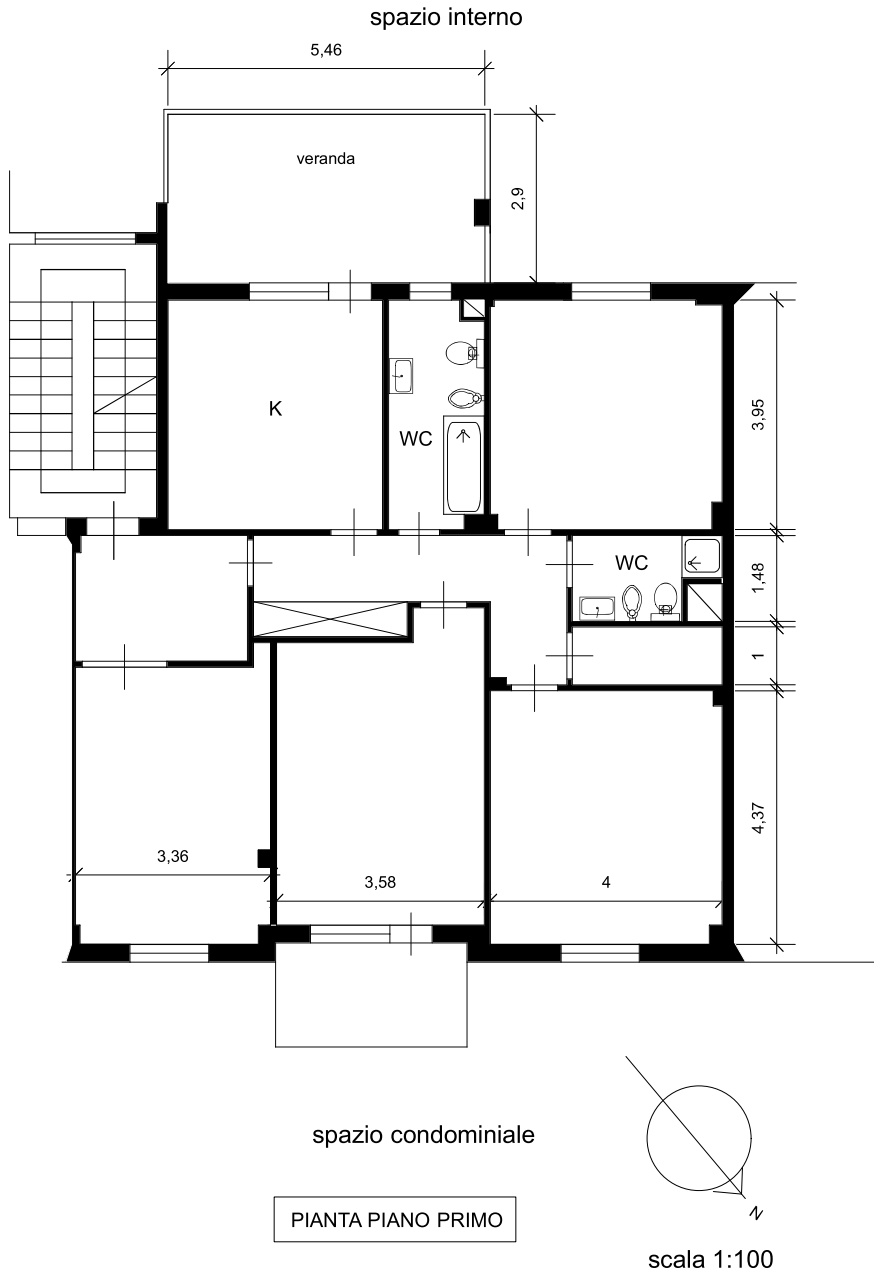 spazio interno
5,46
veranda
2,9
K
WC
3,95
WC
1,48
1
3,36
3,58
4
4,37
spazio condominiale
N
PIANTA PIANO PRIMO
scala 1:100